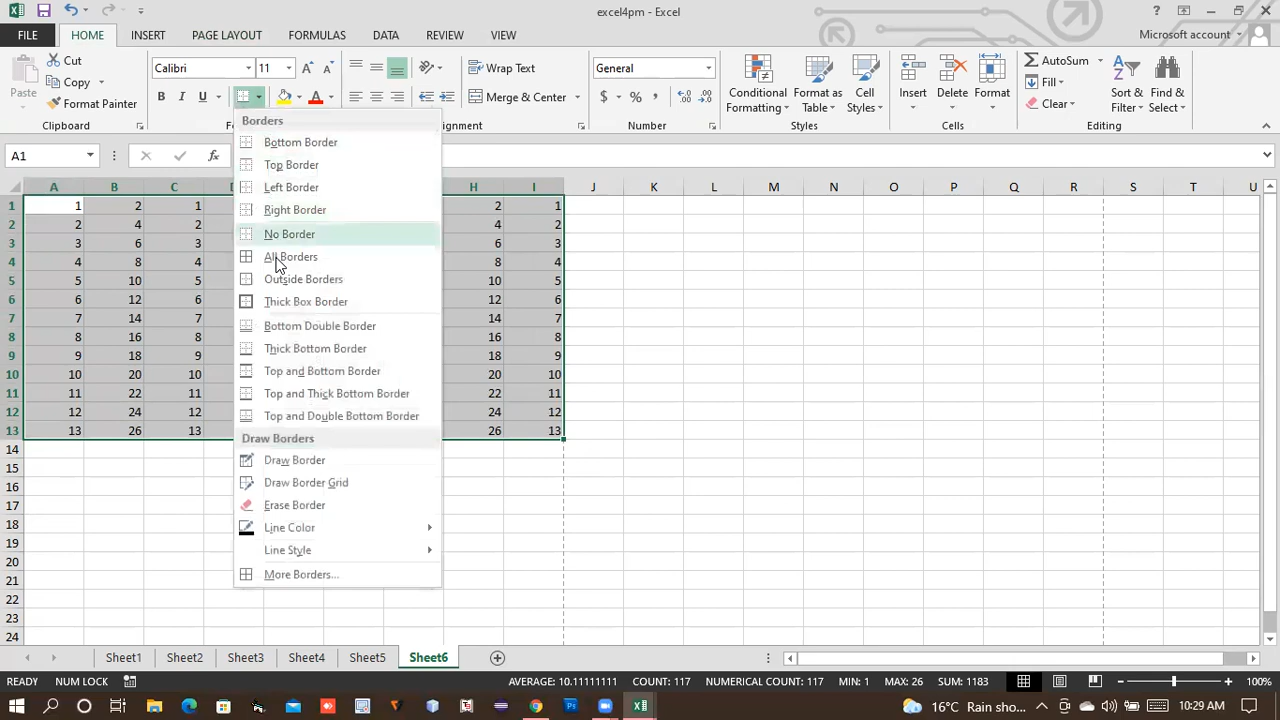 excel4pm - Excel
FILE HOME INSERT PAGE LAYOUT FORMULAS DATA REVIEW VIEW Microsoft account
Paste Cut Copy Format Painter Calibri 11 Wrap Text Merge & Center General Conditional Formatting Format as Table Cell Styles Insert Delete Format AutoSum Fill Clear Sort & Filter Find & Select
Clipboard Number Styles Cells Editing
A1
Borders
Bottom Border
Top Border
Left Border
Right Border
No Border
All Borders
Outside Borders
Thick Box Border
Bottom Double Border
Thick Bottom Border
Top and Bottom Border
Top and Thick Bottom Border
Top and Double Bottom Border
Draw Borders
Draw Border
Draw Border Grid
Erase Border
Line Color
Line Style
More Borders...
A B C H I J K L M N O P Q R S T U
1 1 2 1 2 1
2 2 4 2 4 2
3 3 6 3 6 3
4 4 8 4 8 4
5 5 10 5 10 5
6 6 12 6 12 6
7 7 14 7 14 7
8 8 16 8 16 8
9 9 18 9 18 9
10 10 20 10 20 10
11 11 22 11 22 11
12 12 24 12 24 12
13 13 26 13 26 13
14
15
16
17
18
19
20
21
22
23
24
Sheet1 Sheet2 Sheet3 Sheet4 Sheet5 Sheet6
READY NUM LOCK AVERAGE: 10.11111111 COUNT: 117 NUMERICAL COUNT: 117 MIN: 1 MAX: 26 SUM: 1183 100%
16°C Rain sho... 10:29 AM